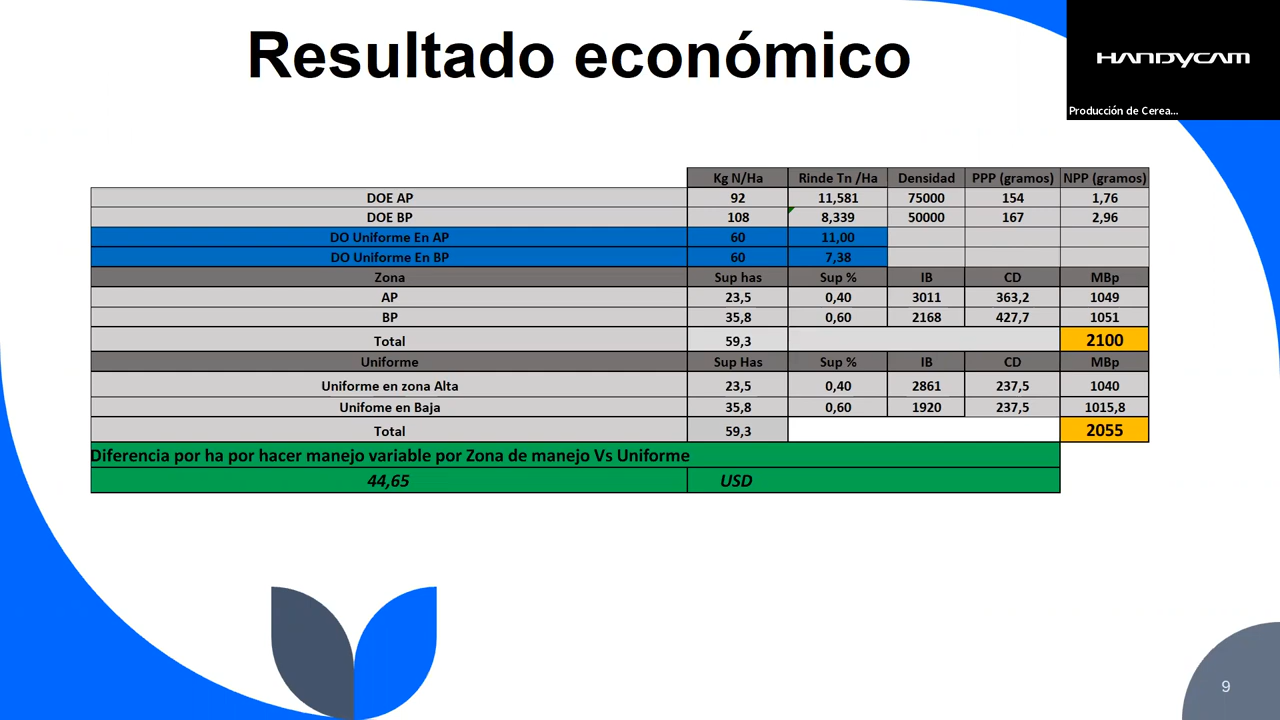 Resultado económico
HANDYCAM
Producción de Cerea...
Kg N/Ha Rinde Tn /Ha Densidad PPP (gramos) NPP (gramos)
DOE AP 92 11,581 75000 154 1,76
DOE BP 108 8,339 50000 167 2,96
DO Uniforme En AP 60 11,00
DO Uniforme En BP 60 7,38
Zona Sup has Sup % IB CD MBp
AP 23,5 0,40 3011 363,2 1049
BP 35,8 0,60 2168 427,7 1051
Total 59,3 2100
Uniforme Sup Has Sup % IB CD MBp
Uniforme en zona Alta 23,5 0,40 2861 237,5 1040
Unifome en Baja 35,8 0,60 1920 237,5 1015,8
Total 59,3 2055
Diferencia por ha por hacer manejo variable por Zona de manejo Vs Uniforme
44,65 USD
9